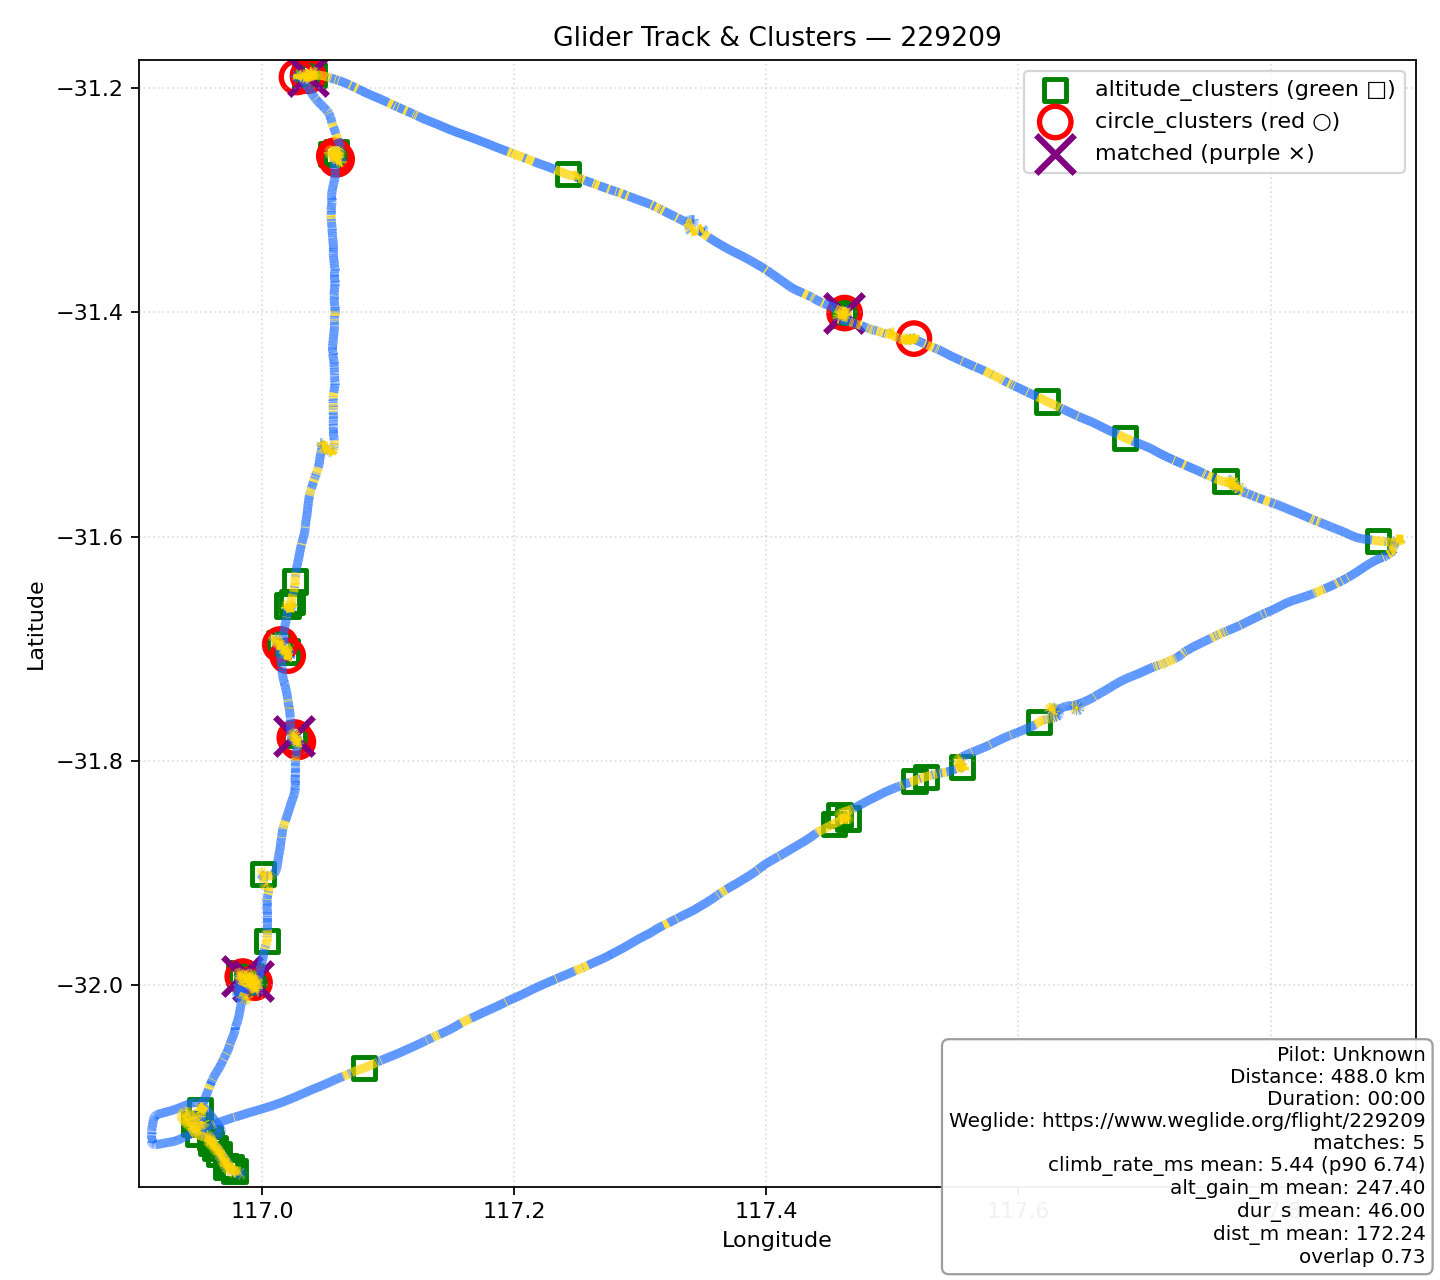 Glider Track & Clusters — 229209
altitude_clusters (green □)
circle_clusters (red ○)
matched (purple ×)
−31.2
−31.4
−31.6
−31.8
−32.0
Latitude
117.0
117.2
117.4
117.6
Longitude
Pilot: Unknown
Distance: 488.0 km
Duration: 00:00
Weglide: https://www.weglide.org/flight/229209
matches: 5
climb_rate_ms mean: 5.44 (p90 6.74)
alt_gain_m mean: 247.40
dur_s mean: 46.00
dist_m mean: 172.24
overlap 0.73